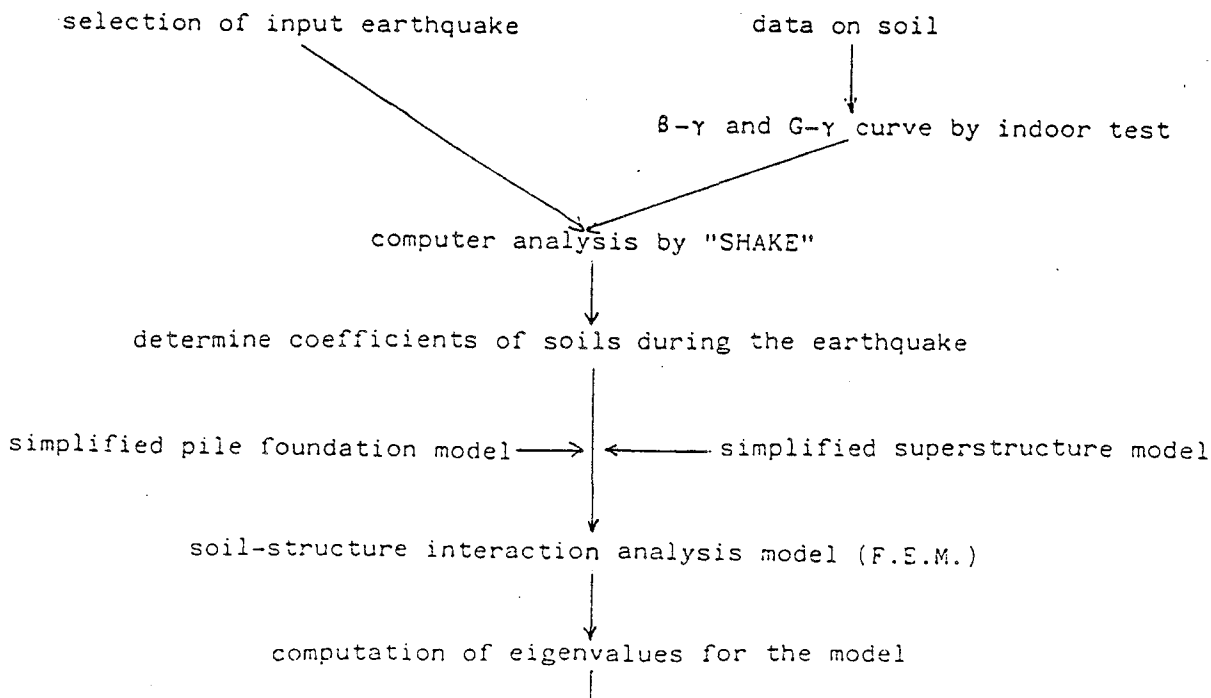 selection of input earthquake
data on soil
β-γ and G-γ curve by indoor test
computer analysis by "SHAKE"
determine coefficients of soils during the earthquake
simplified pile foundation model
simplified superstructure model
soil-structure interaction analysis model (F.E.M.)
computation of eigenvalues for the model